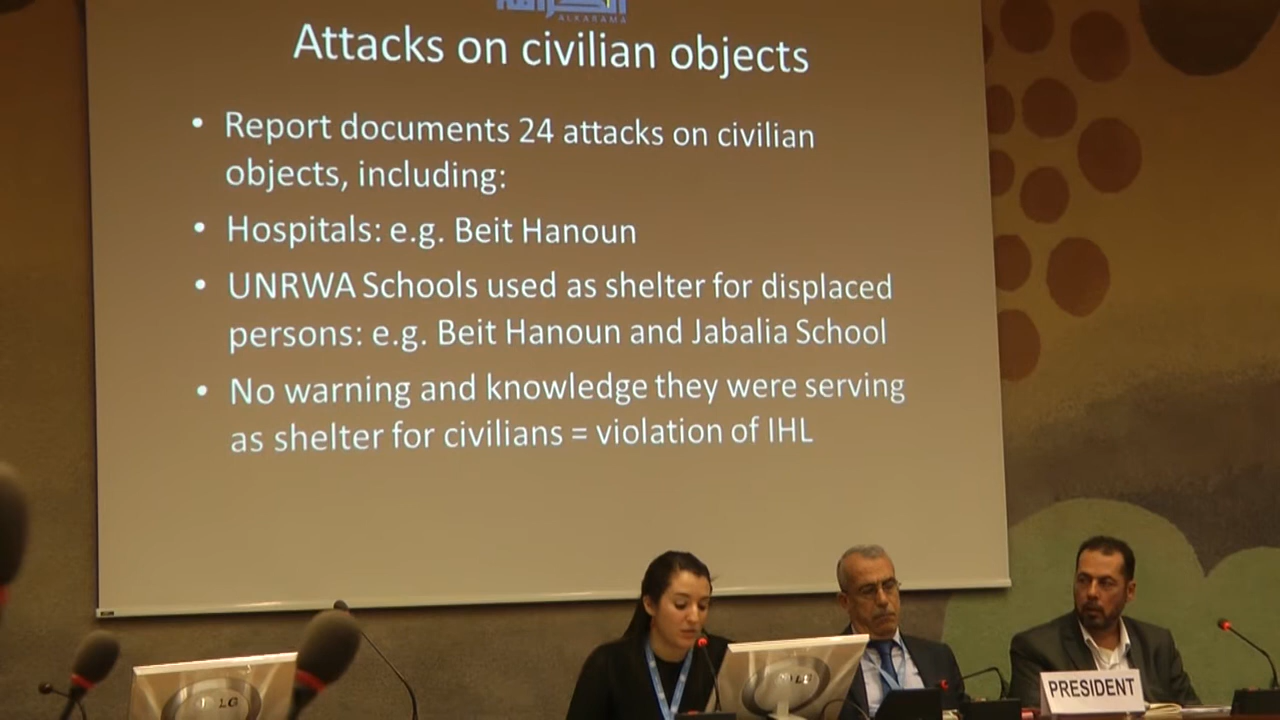 ALKARAMA
Attacks on civilian objects
• Report documents 24 attacks on civilian
objects, including:
• Hospitals: e.g. Beit Hanoun
• UNRWA Schools used as shelter for displaced
persons: e.g. Beit Hanoun and Jabalia School
• No warning and knowledge they were serving
as shelter for civilians = violation of IHL
LG
PRESIDENT